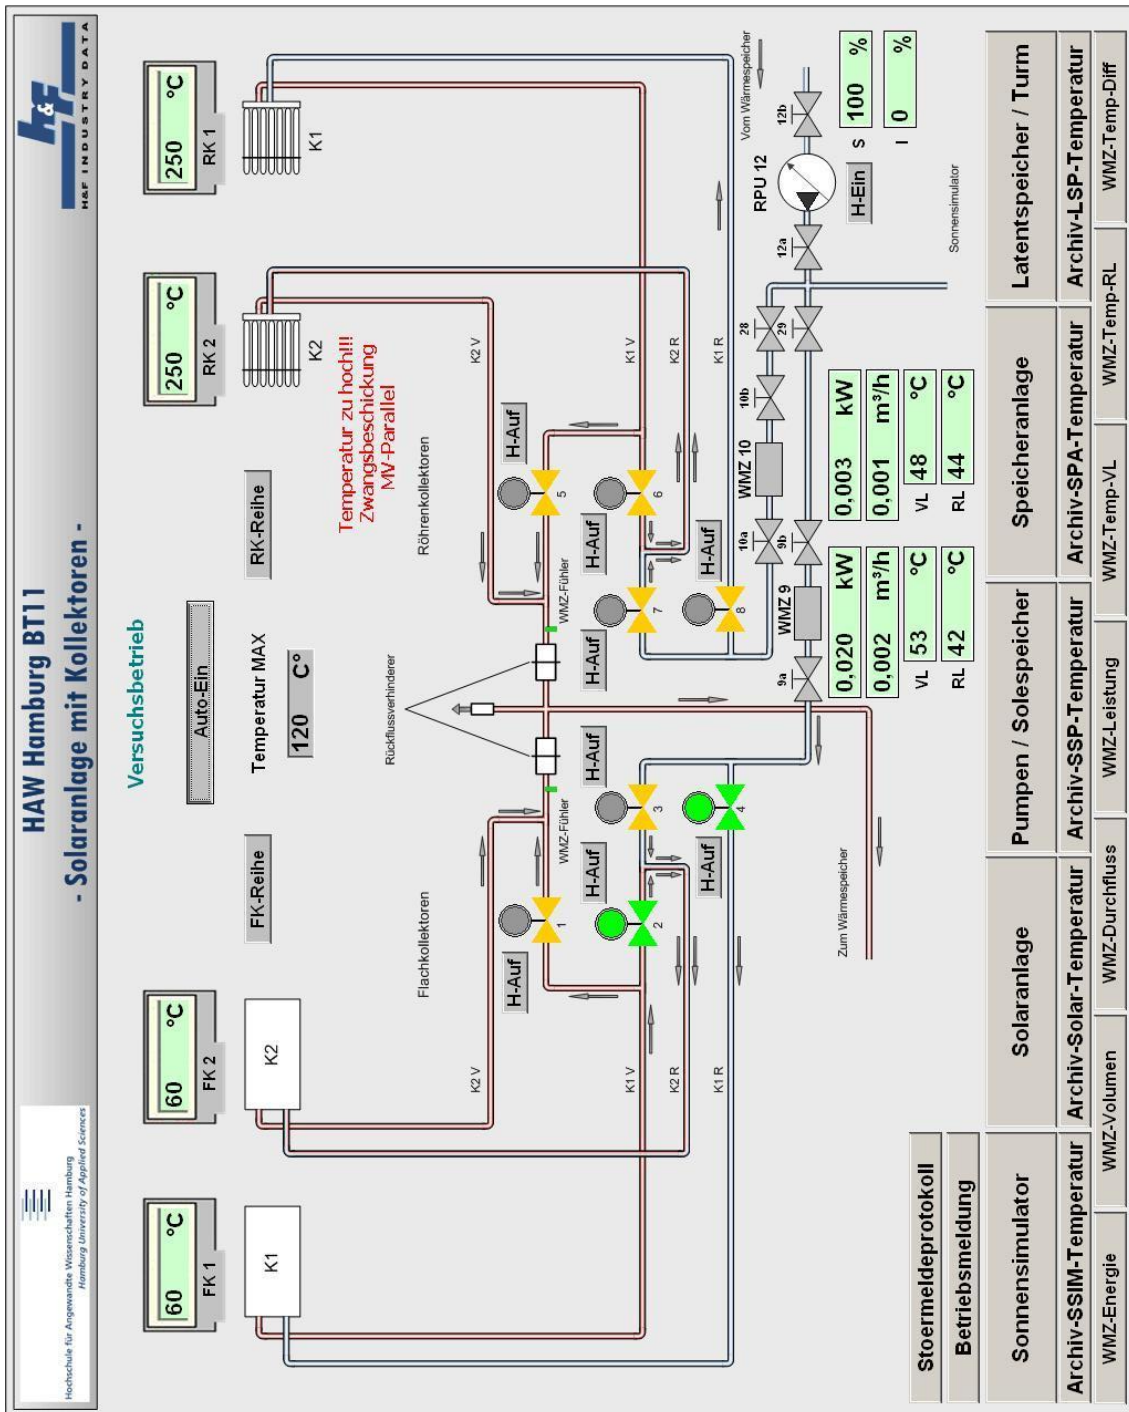 Hochschule für Angewandte Wissenschaften Hamburg
Hamburg University of Applied Sciences
HAW Hamburg BT11
- Solaranlage mit Kollektoren -
h&F
H&F INDUSTRY DATA
60 °C
FK 1
60 °C
FK 2
Versuchsbetrieb
250 °C
RK 2
250 °C
RK 1
FK-Reihe
Auto-Ein
RK-Reihe
Temperatur MAX
120 C°
K1
K2
K2
K1
Temperatur zu hoch!!!
Zwangsbeschickung
MV-Parallel
Rückflussverhinderer
Flachkollektoren
Röhrenkollektoren
K2 V
K2 V
H-Auf
1
WMZ-Fühler
WMZ-Fühler
H-Auf
5
K1 V
H-Auf
2
H-Auf
3
H-Auf
7
H-Auf
6
K1 V
K2 R
K2 R
K1 R
H-Auf
4
H-Auf
8
K1 R
Vom Wärmespeicher
10a
WMZ 10
10b
28
RPU 12
9a
WMZ 9
9b
29
12a
12b
H-Ein
S 100 %
I 0 %
Zum Wärmespeicher
0,020 kW
0,002 m³/h
VL 53 °C
RL 42 °C
0,003 kW
0,001 m³/h
VL 48 °C
RL 44 °C
Sonnensimulator
Stoermeldeprotokoll
Betriebsmeldung
Sonnensimulator
Solaranlage
Pumpen / Solespeicher
Speicheranlage
Latentspeicher / Turm
Archiv-SSIM-Temperatur
Archiv-Solar-Temperatur
Archiv-SSP-Temperatur
Archiv-SPA-Temperatur
Archiv-LSP-Temperatur
WMZ-Energie
WMZ-Volumen
WMZ-Durchfluss
WMZ-Leistung
WMZ-Temp-VL
WMZ-Temp-RL
WMZ-Temp-Diff